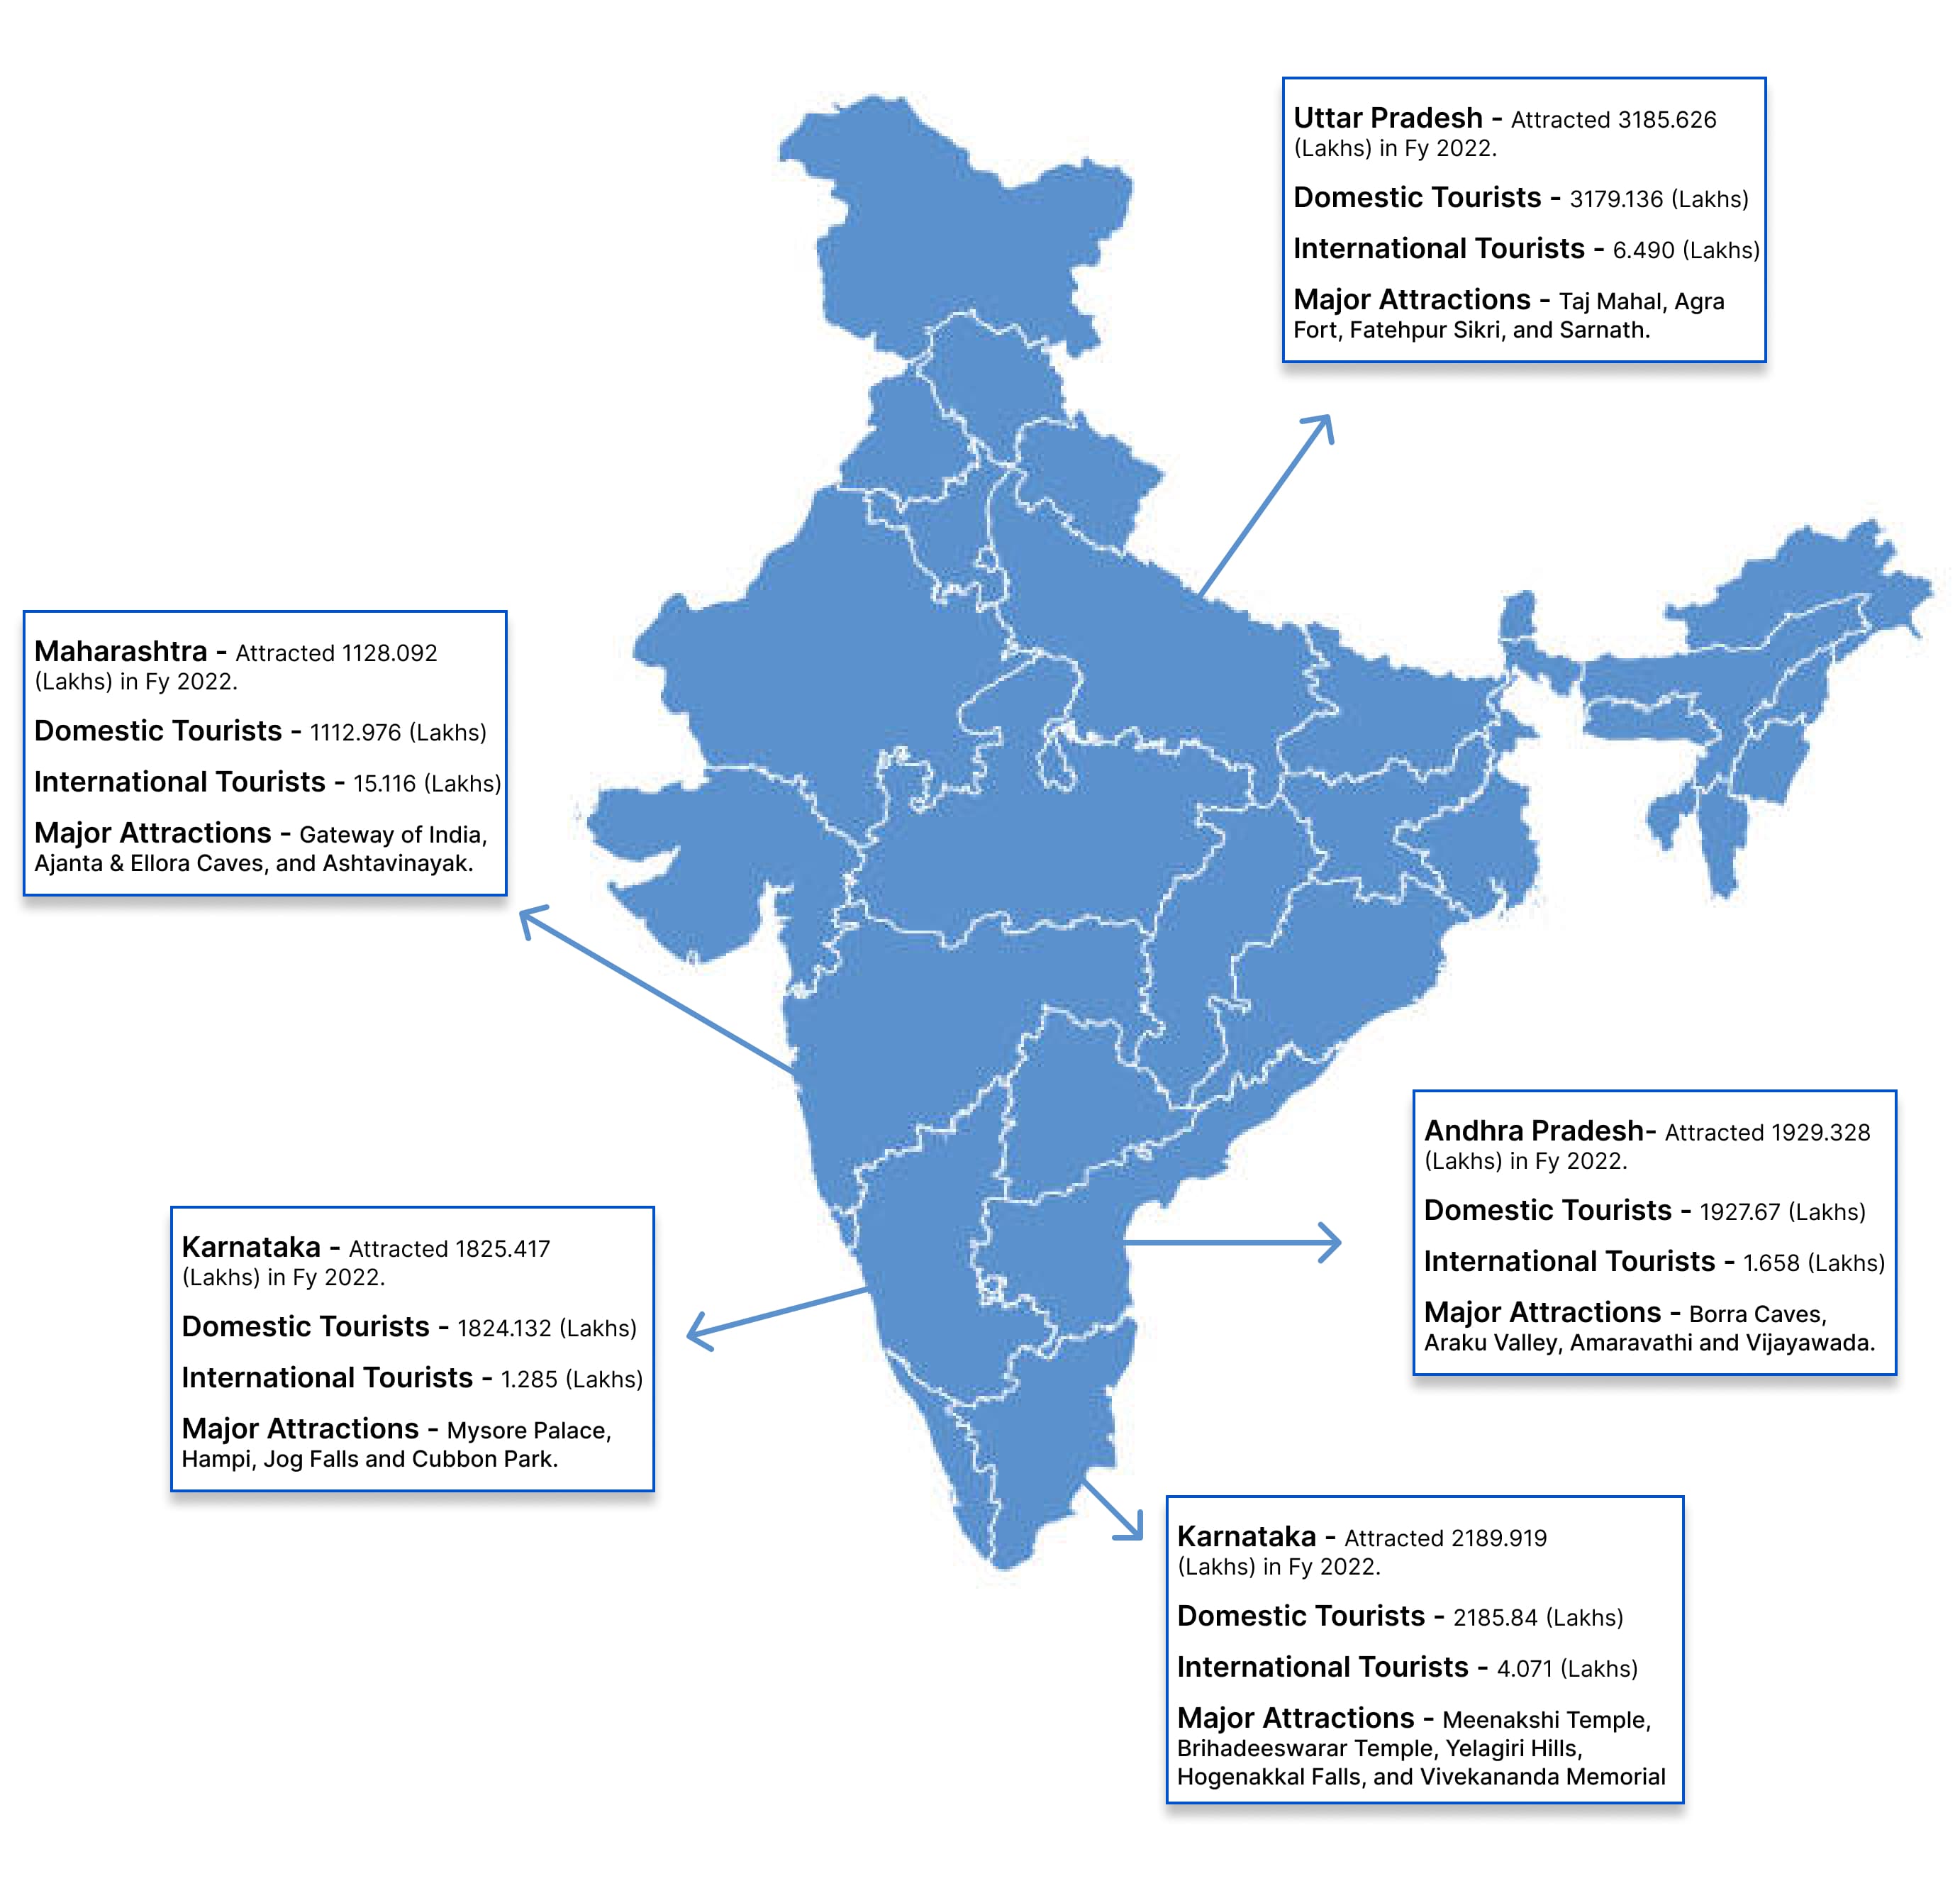 Uttar Pradesh - Attracted 3185.626
(Lakhs) in Fy 2022.
Domestic Tourists - 3179.136 (Lakhs)
International Tourists - 6.490 (Lakhs)
Major Attractions - Taj Mahal, Agra
Fort, Fatehpur Sikri, and Sarnath.
Maharashtra - Attracted 1128.092
(Lakhs) in Fy 2022.
Domestic Tourists - 1112.976 (Lakhs)
International Tourists - 15.116 (Lakhs)
Major Attractions - Gateway of India,
Ajanta & Ellora Caves, and Ashtavinayak.
Andhra Pradesh- Attracted 1929.328
(Lakhs) in Fy 2022.
Domestic Tourists - 1927.67 (Lakhs)
International Tourists - 1.658 (Lakhs)
Major Attractions - Borra Caves,
Araku Valley, Amaravathi and Vijayawada.
Karnataka - Attracted 1825.417
(Lakhs) in Fy 2022.
Domestic Tourists - 1824.132 (Lakhs)
International Tourists - 1.285 (Lakhs)
Major Attractions - Mysore Palace,
Hampi, Jog Falls and Cubbon Park.
Karnataka - Attracted 2189.919
(Lakhs) in Fy 2022.
Domestic Tourists - 2185.84 (Lakhs)
International Tourists - 4.071 (Lakhs)
Major Attractions - Meenakshi Temple,
Brihadeeswarar Temple, Yelagiri Hills,
Hogenakkal Falls, and Vivekananda Memorial